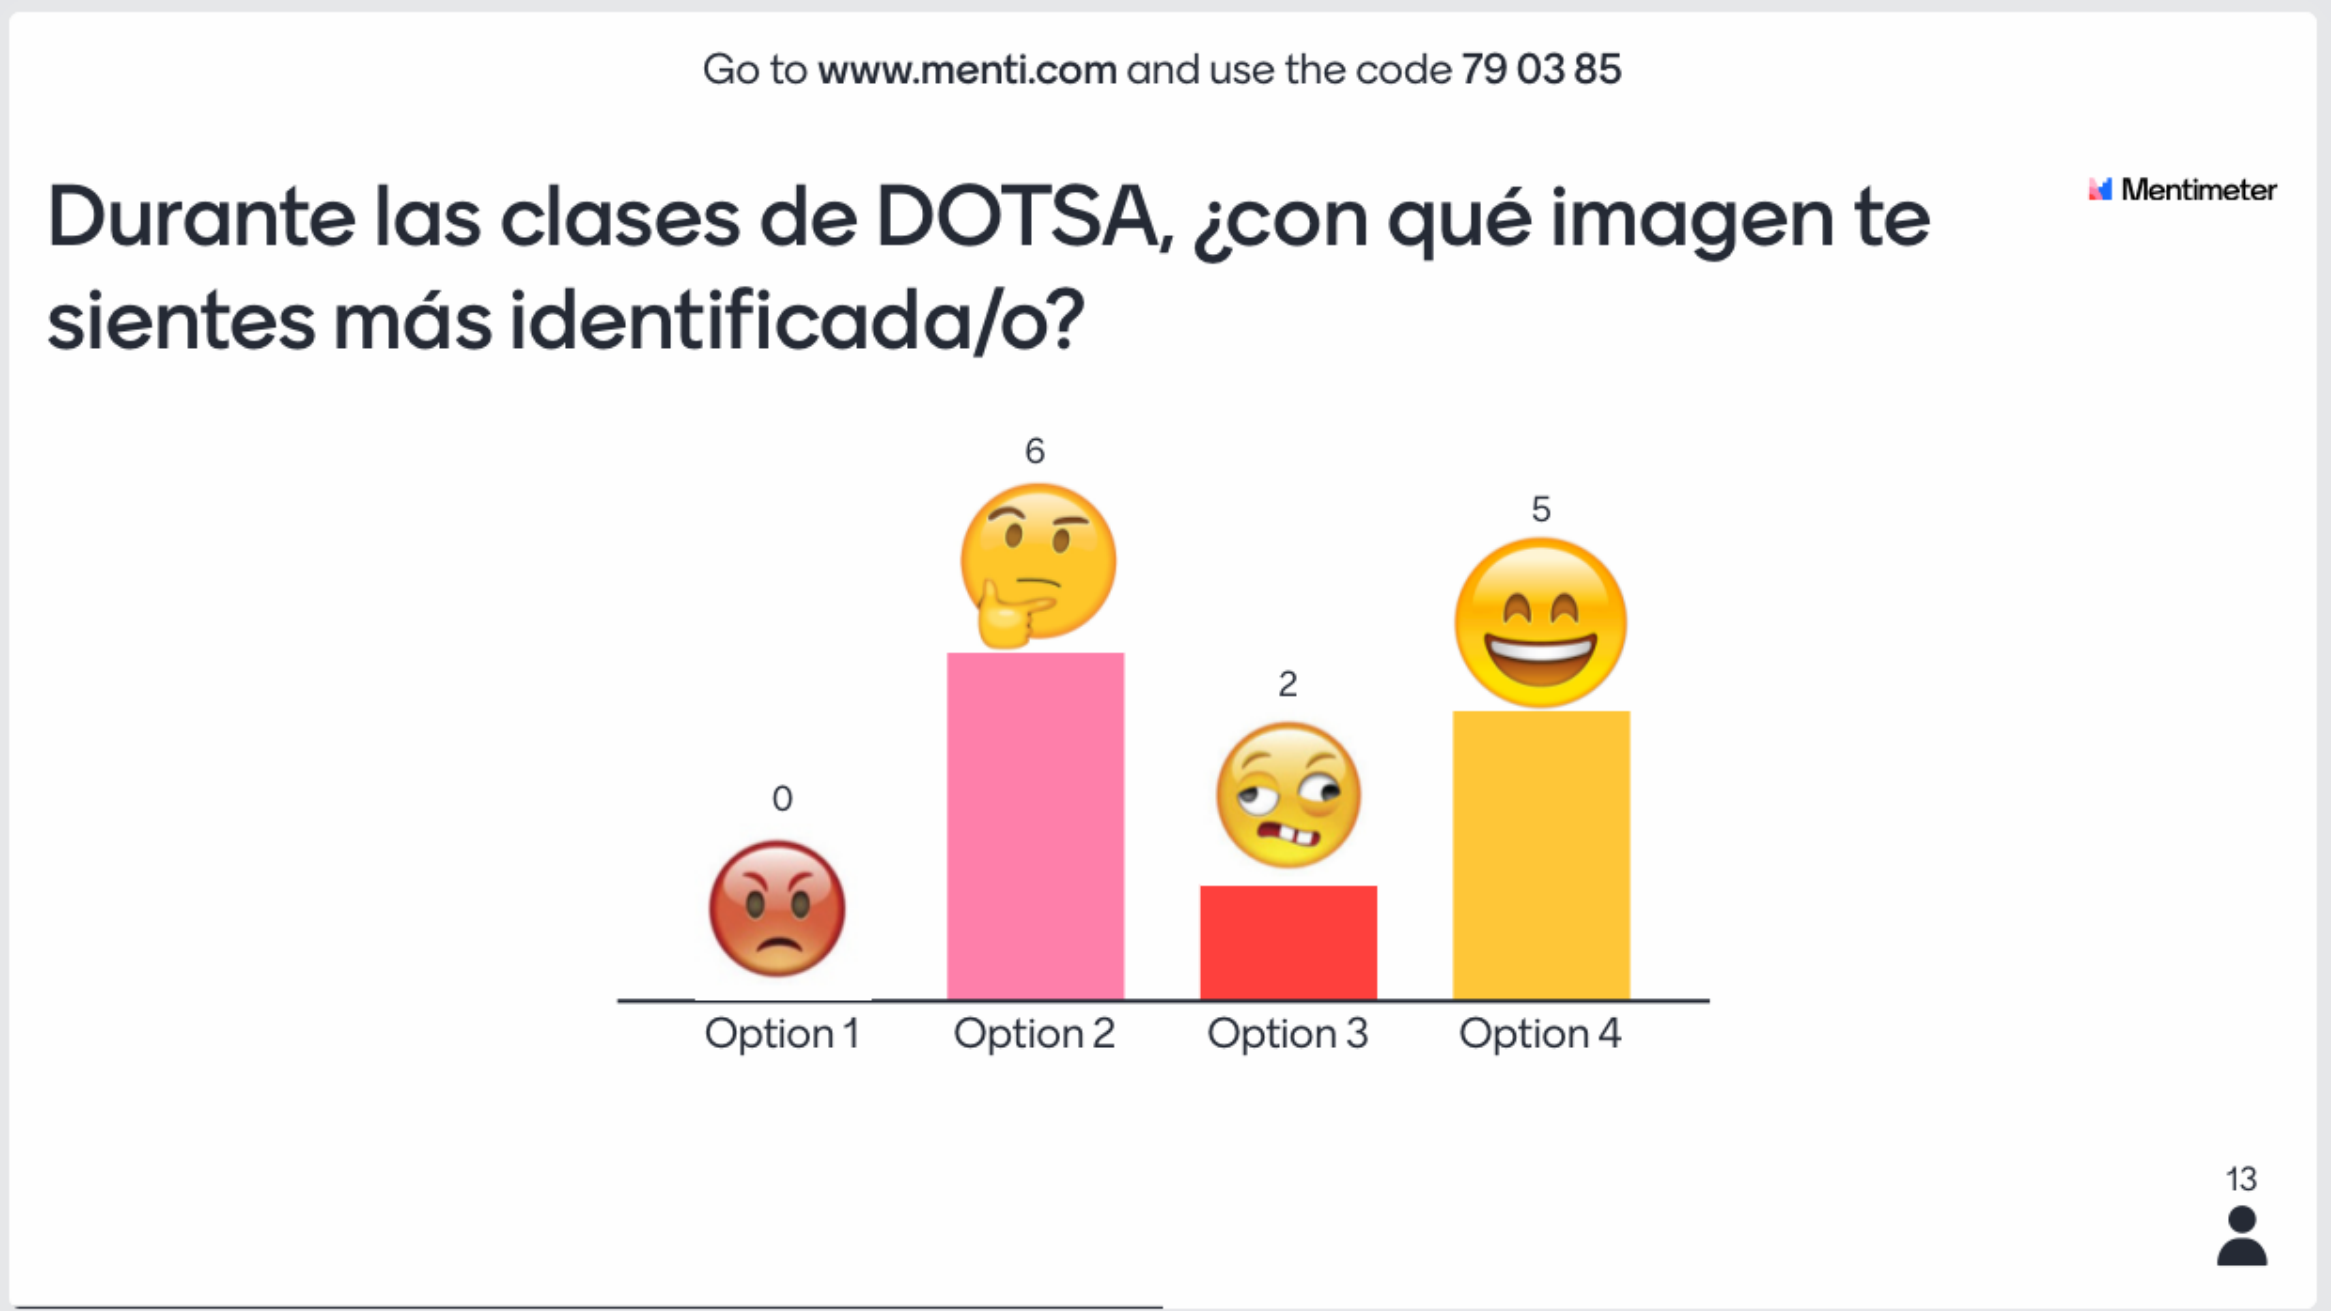 Go to www.menti.com and use the code 79 03 85
Mentimeter
Durante las clases de DOTSA, ¿con qué imagen te
sientes más identificada/o?
6
5
2
0
Option 1 Option 2 Option 3 Option 4
13